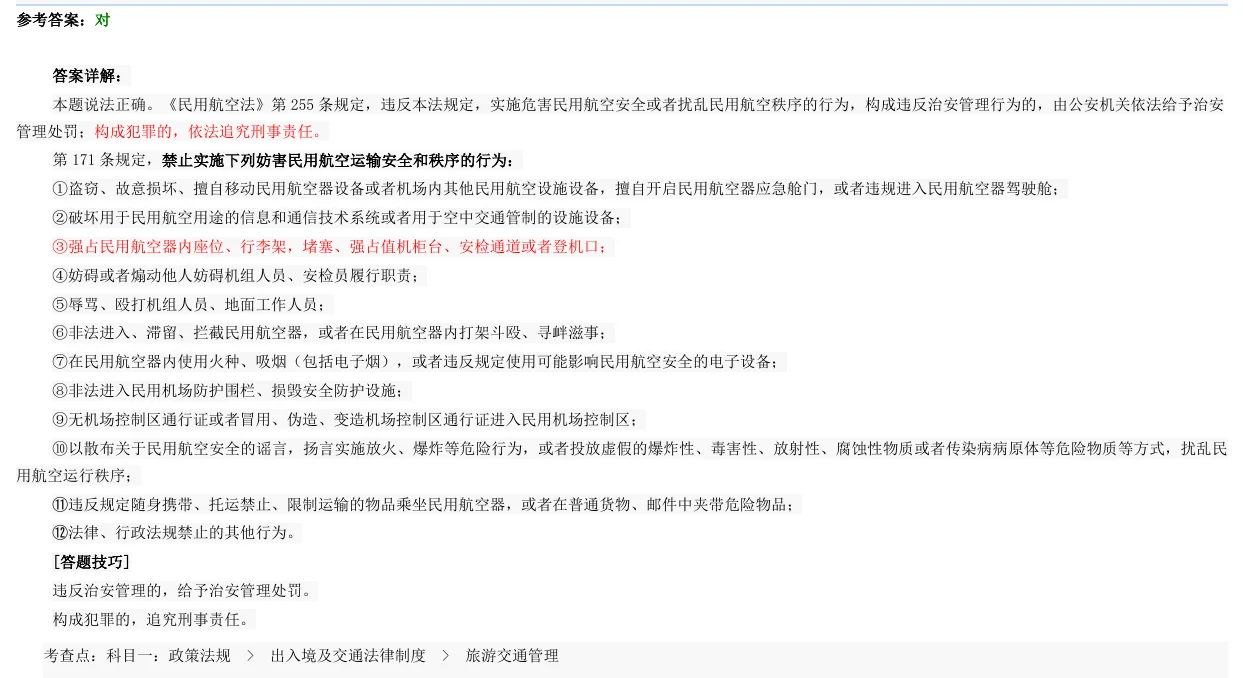 参考答案：对
答案详解：
本题说法正确。《民用航空法》第 255 条规定，违反本法规定，实施危害民用航空安全或者扰乱民用航空秩序的行为，构成违反治安管理行为的，由公安机关依法给予治安
管理处罚；构成犯罪的，依法追究刑事责任。
第 171 条规定，禁止实施下列妨害民用航空运输安全和秩序的行为：
①盗窃、故意损坏、擅自移动民用航空器设备或者机场内其他民用航空设施设备，擅自开启民用航空器应急舱门，或者违规进入民用航空器驾驶舱；
②破坏用于民用航空用途的信息和通信技术系统或者用于空中交通管制的设施设备；
③强占民用航空器内座位、行李架，堵塞、强占值机柜台、安检通道或者登机口；
④妨碍或者煽动他人妨碍机组人员、安检员履行职责；
⑤辱骂、殴打机组人员、地面工作人员；
⑥非法进入、滞留、拦截民用航空器，或者在民用航空器内打架斗殴、寻衅滋事；
⑦在民用航空器内使用火种、吸烟（包括电子烟），或者违反规定使用可能影响民用航空安全的电子设备；
⑧非法进入民用机场防护围栏、损毁安全防护设施；
⑨无机场控制区通行证或者冒用、伪造、变造机场控制区通行证进入民用机场控制区；
⑩以散布关于民用航空安全的谣言，扬言实施放火、爆炸等危险行为，或者投放虚假的爆炸性、毒害性、放射性、腐蚀性物质或者传染病病原体等危险物质等方式，扰乱民
用航空运行秩序；
⑪违反规定随身携带、托运禁止、限制运输的物品乘坐民用航空器，或者在普通货物、邮件中夹带危险物品；
⑫法律、行政法规禁止的其他行为。
[答题技巧]
违反治安管理的，给予治安管理处罚。
构成犯罪的，追究刑事责任。
考查点：科目一：政策法规 > 出入境及交通法律制度 > 旅游交通管理